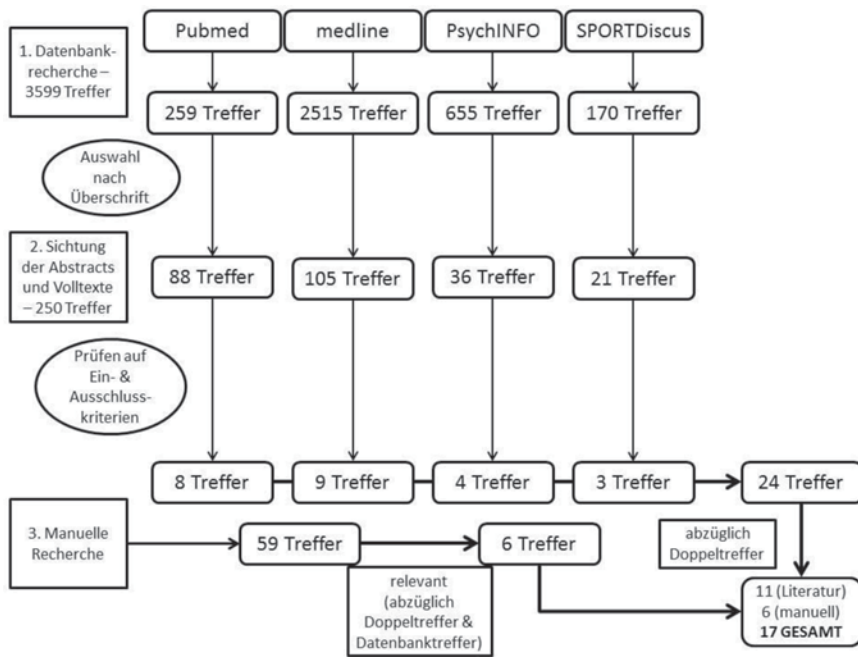 Pubmed
medline
PsychINFO
SPORTDiscus
1. Datenbank-
recherche –
3599 Treffer
259 Treffer
2515 Treffer
655 Treffer
170 Treffer
Auswahl
nach
Überschrift
2. Sichtung
der Abstracts
und Volltexte
– 250 Treffer
88 Treffer
105 Treffer
36 Treffer
21 Treffer
Prüfen auf
Ein- &
Ausschluss-
kriterien
8 Treffer
9 Treffer
4 Treffer
3 Treffer
24 Treffer
3. Manuelle
Recherche
59 Treffer
6 Treffer
abzüglich
Doppeltreffer
relevant
(abzüglich
Doppeltreffer &
Datenbanktreffer)
11 (Literatur)
6 (manuell)
17 GESAMT